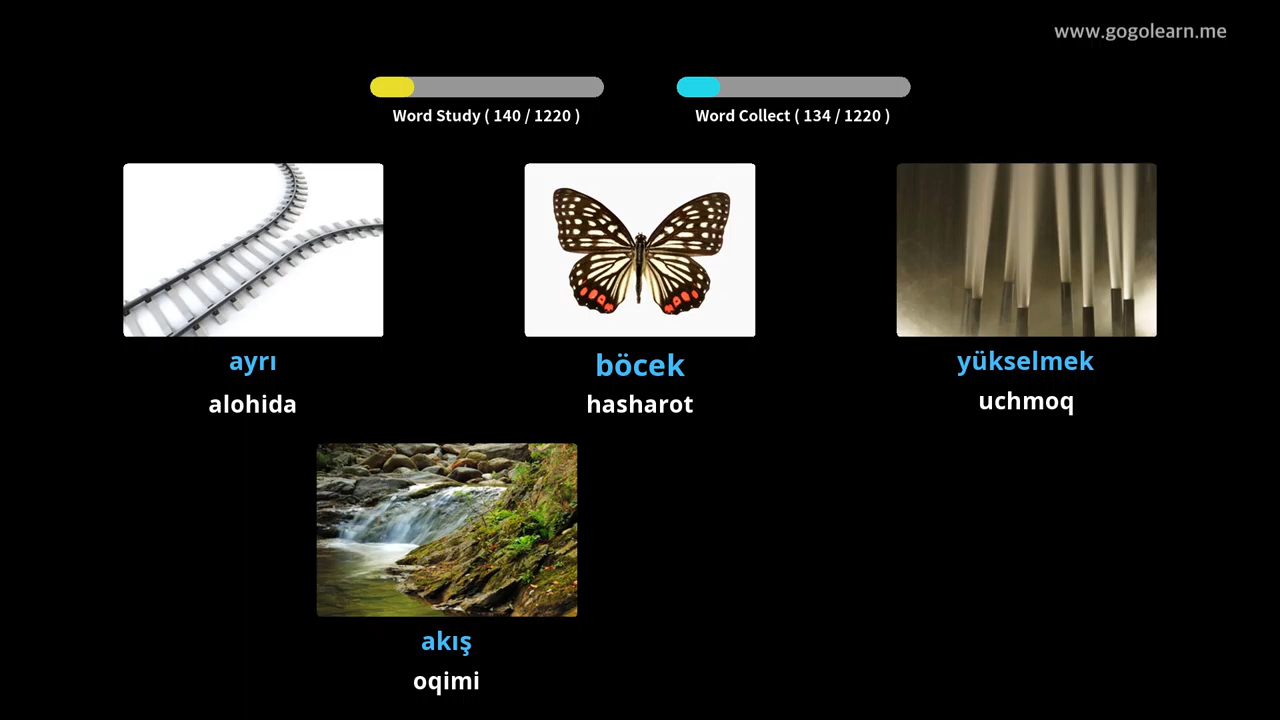 www.gogolearn.me
Word Study ( 140 / 1220 )
Word Collect ( 134 / 1220 )
ayrı
alohida
böcek
hasharot
yükselmek
uchmoq
akış
oqimi